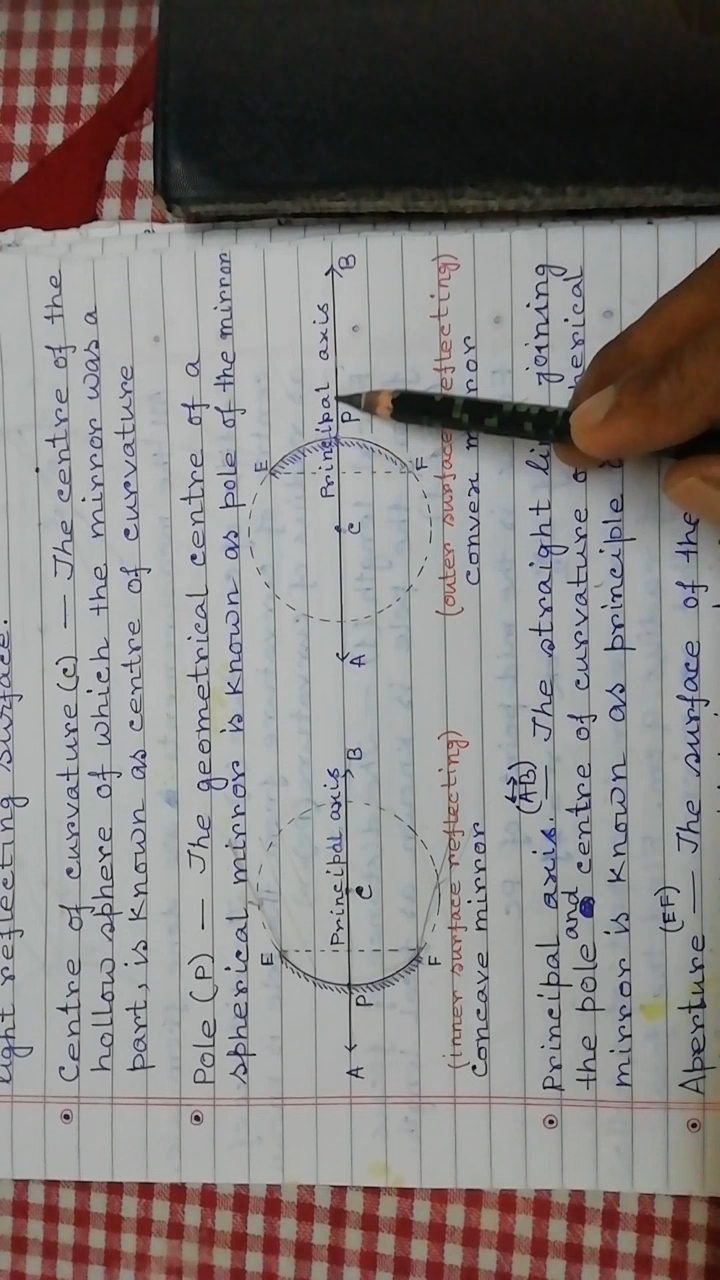 light reflecting surface.
Centre of curvature (c) — The centre of the
hollow sphere of which the mirror was a
part, is known as centre of curvature
Pole (P) — The geometrical centre of a
spherical mirror is known as pole of the mirror
E
Principal axis
A
P
C
B
F
(inner surface reflecting)
Concave mirror
E
Principal axis
A
C
P
B
F
(outer surface reflecting)
convex mirror
(AB)
Principal axis — The straight joining
the pole and centre of curvature
mirror is known as principle
(EF)
Aperture — The surface of the